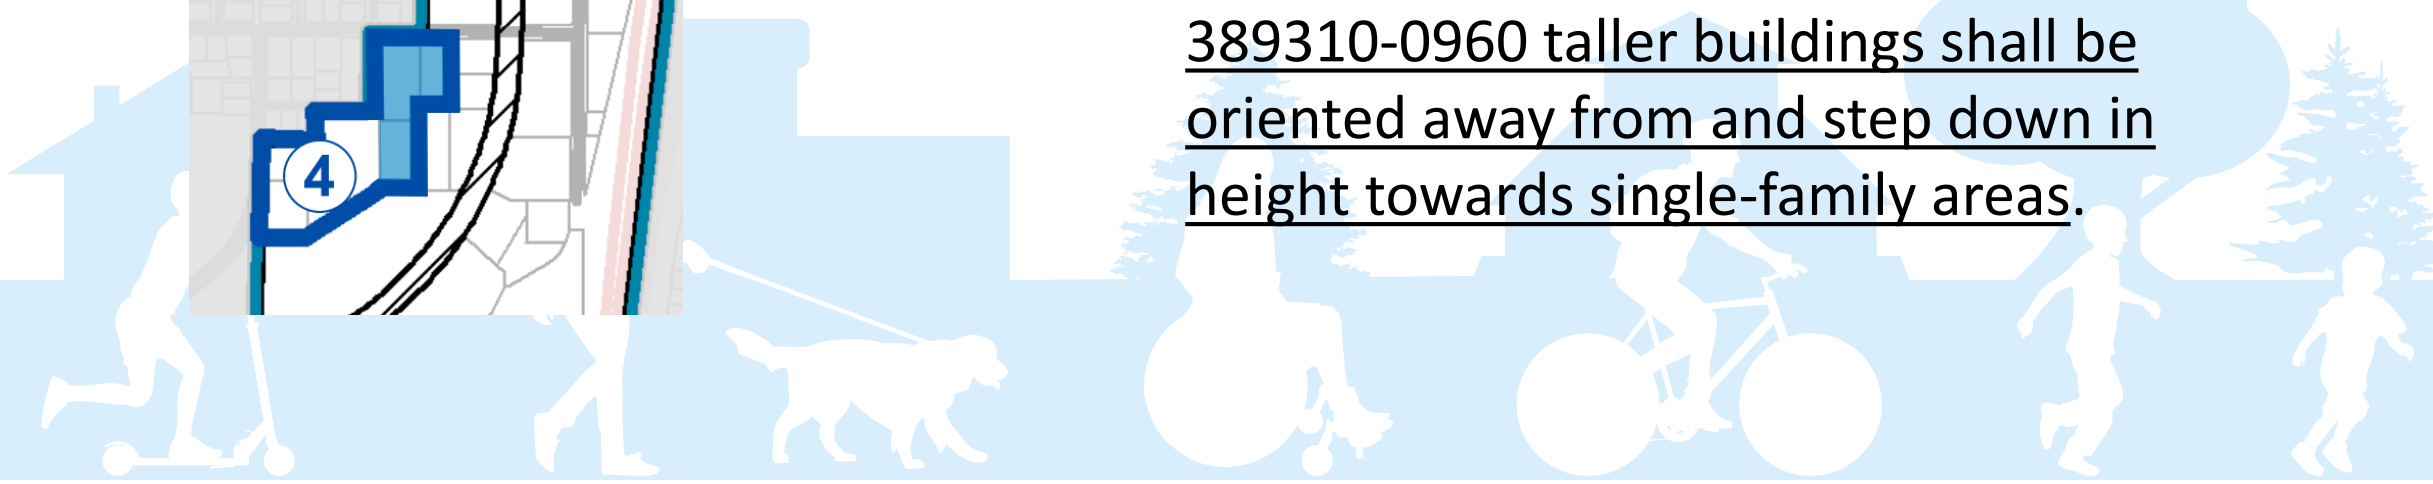 389310-0960 taller buildings shall be
oriented away from and step down in
height towards single-family areas.
4